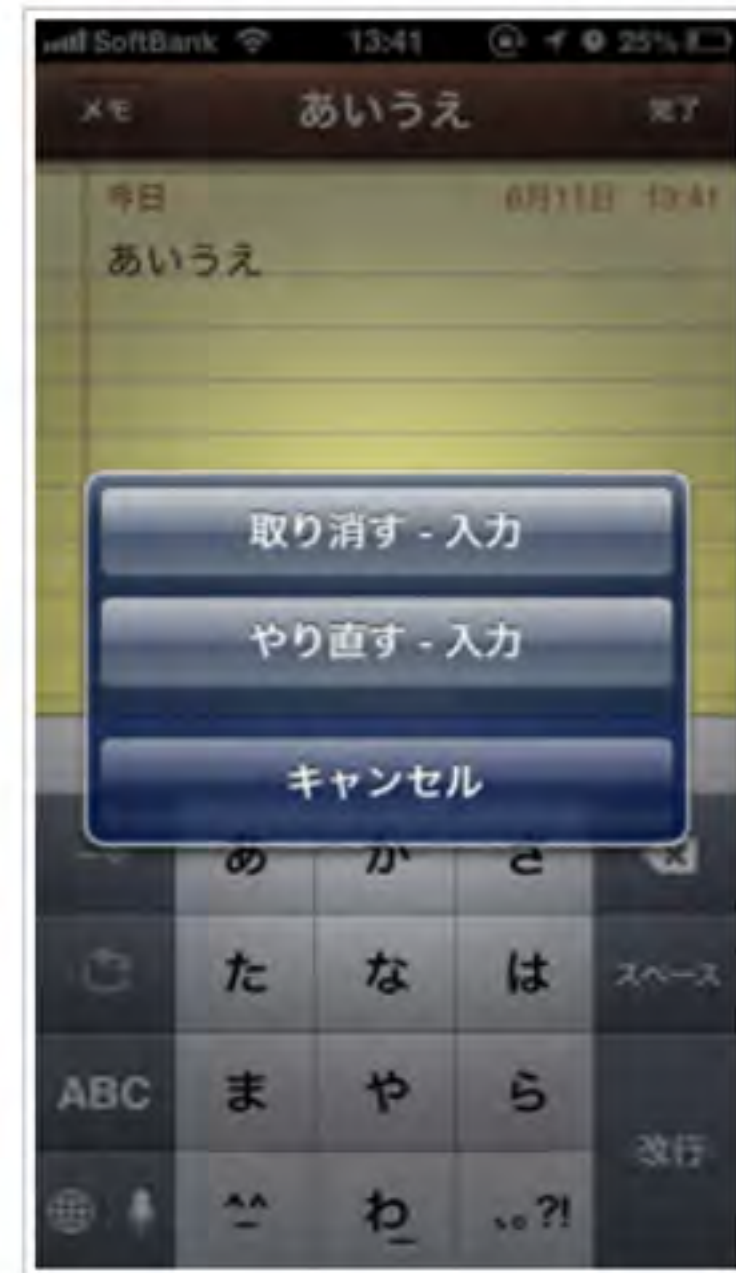 SoftBank 13:41 25%
メモ あいうえ 完了
今日 6月11日 13:41
あいうえ
取り消す - 入力
やり直す - 入力
キャンセル
あ か さ
た な は スペース
ABC ま や ら
改行
^_^ わ 、。?!